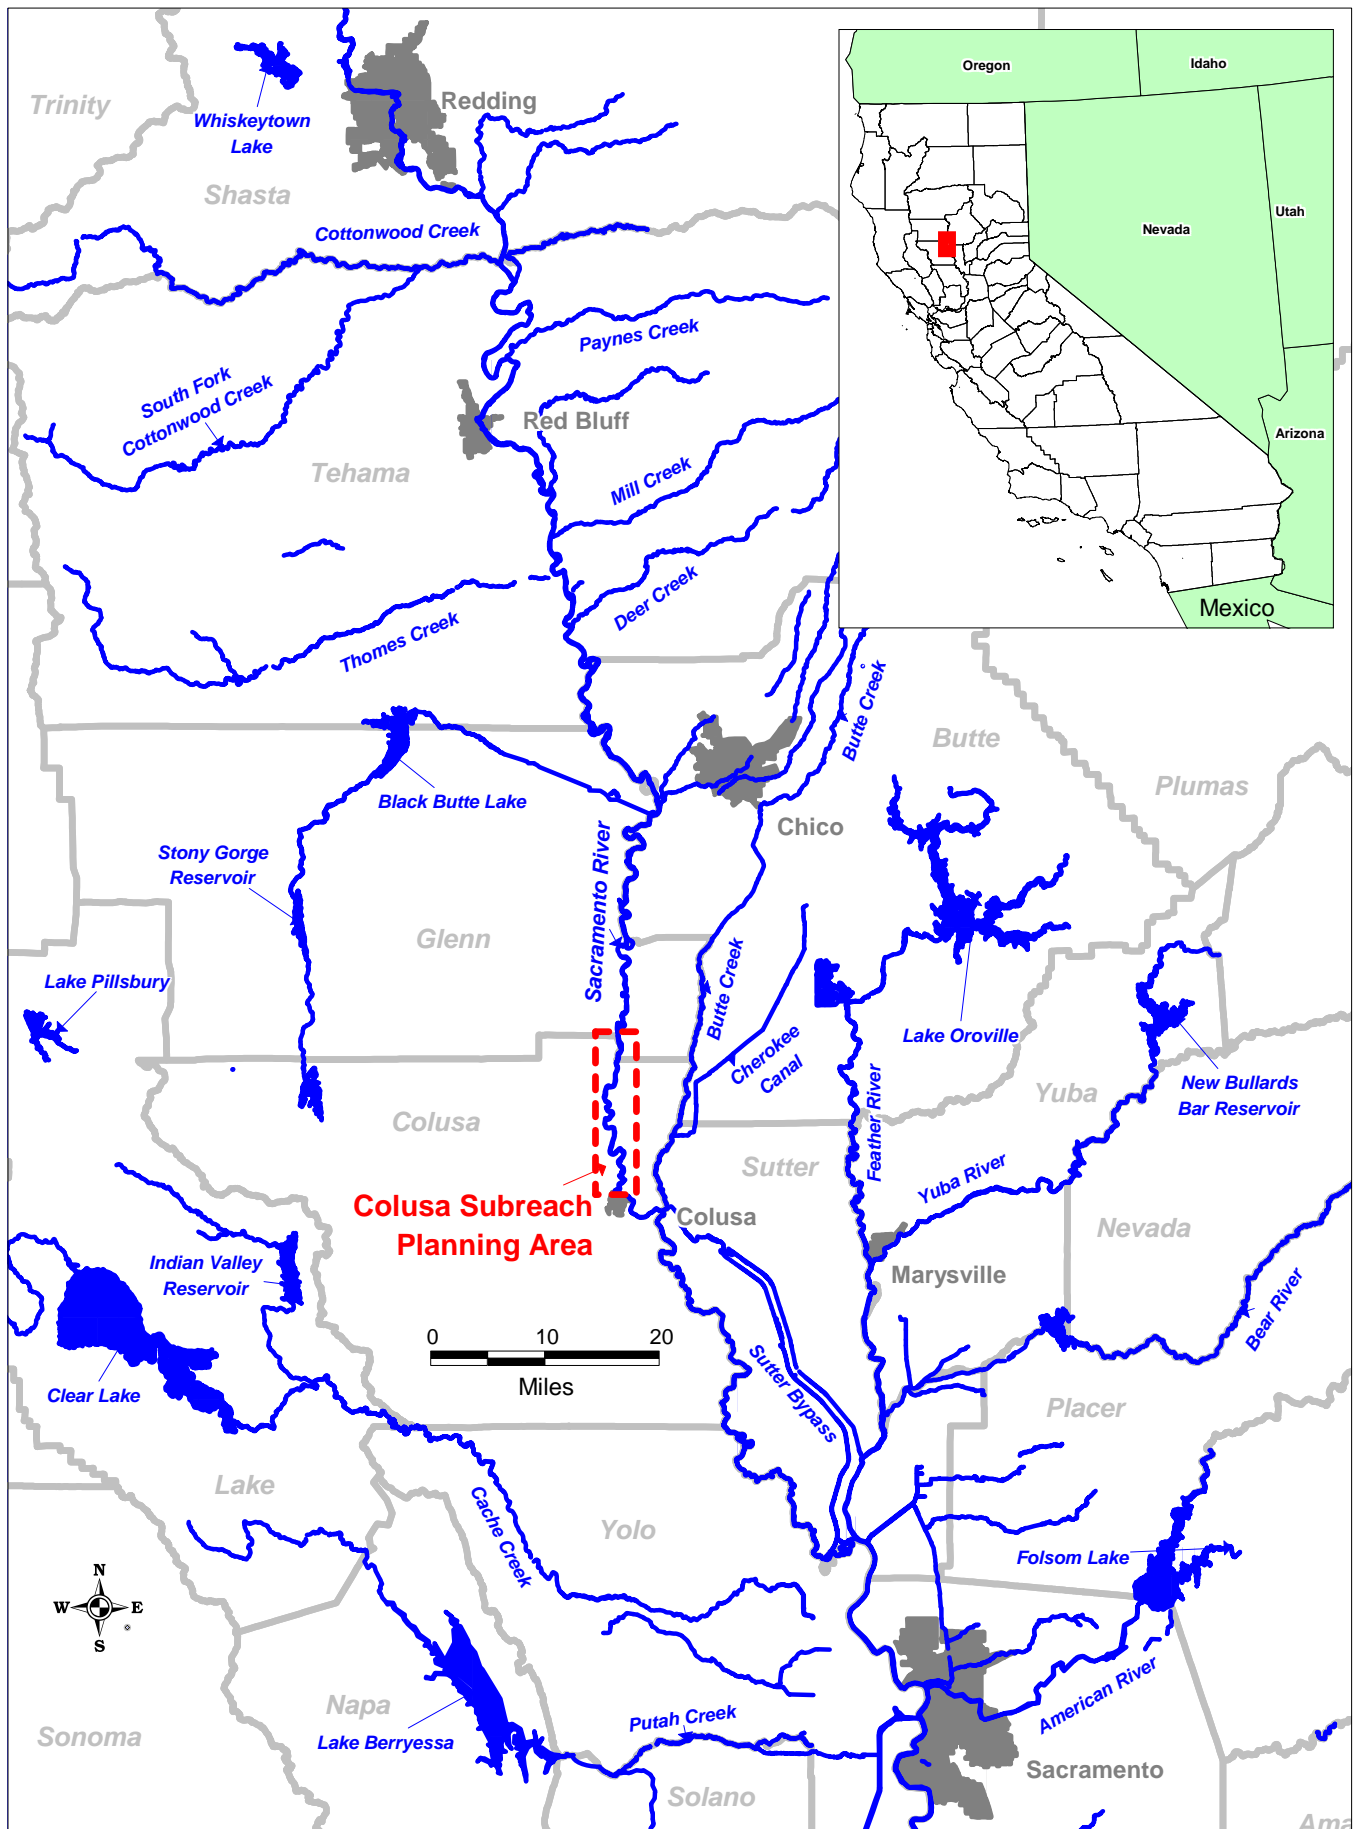 Oregon
Idaho
Nevada
Utah
Arizona
Mexico
Trinity
Whiskeytown
Lake
Redding
Shasta
Cottonwood Creek
Paynes Creek
South Fork
Cottonwood Creek
Red Bluff
Tehama
Mill Creek
Deer Creek
Thomes Creek
Butte Creek
Butte
Plumas
Black Butte Lake
Chico
Stony Gorge
Reservoir
Sacramento River
Glenn
Lake Pillsbury
Butte Creek
Cherokee
Canal
Lake Oroville
Feather River
Yuba
New Bullards
Bar Reservoir
Colusa
Sutter
Yuba River
Colusa Subreach
Planning Area
Colusa
Nevada
Indian Valley
Reservoir
Marysville
Bear River
0 10 20
Miles
Clear Lake
Sutter Bypass
Placer
Lake
Cache Creek
Yolo
Folsom Lake
N
W E
S
Napa
Lake Berryessa
Putah Creek
American River
Sonoma
Sacramento
Solano
Ama